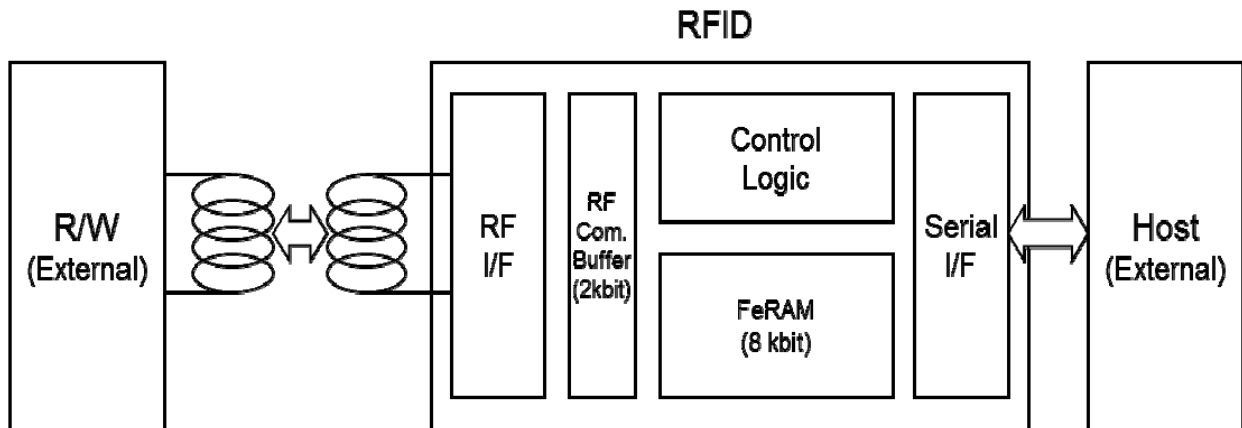 RFID
R/W
(External)
RF
I/F
RF
Com.
Buffer
(2kbit)
Control
Logic
FeRAM
(8 kbit)
Serial
I/F
Host
(External)